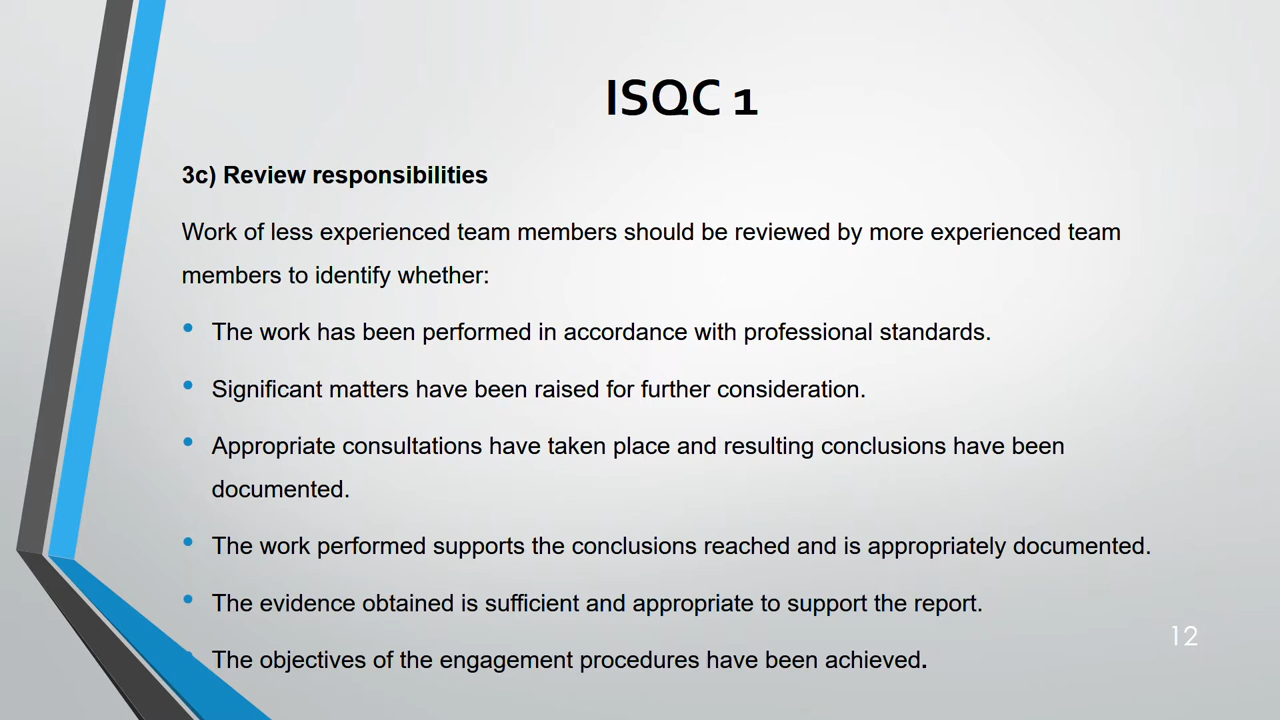 ISQC 1
3c) Review responsibilities
Work of less experienced team members should be reviewed by more experienced team
members to identify whether:
• The work has been performed in accordance with professional standards.
• Significant matters have been raised for further consideration.
• Appropriate consultations have taken place and resulting conclusions have been
documented.
• The work performed supports the conclusions reached and is appropriately documented.
• The evidence obtained is sufficient and appropriate to support the report.
• The objectives of the engagement procedures have been achieved.
12